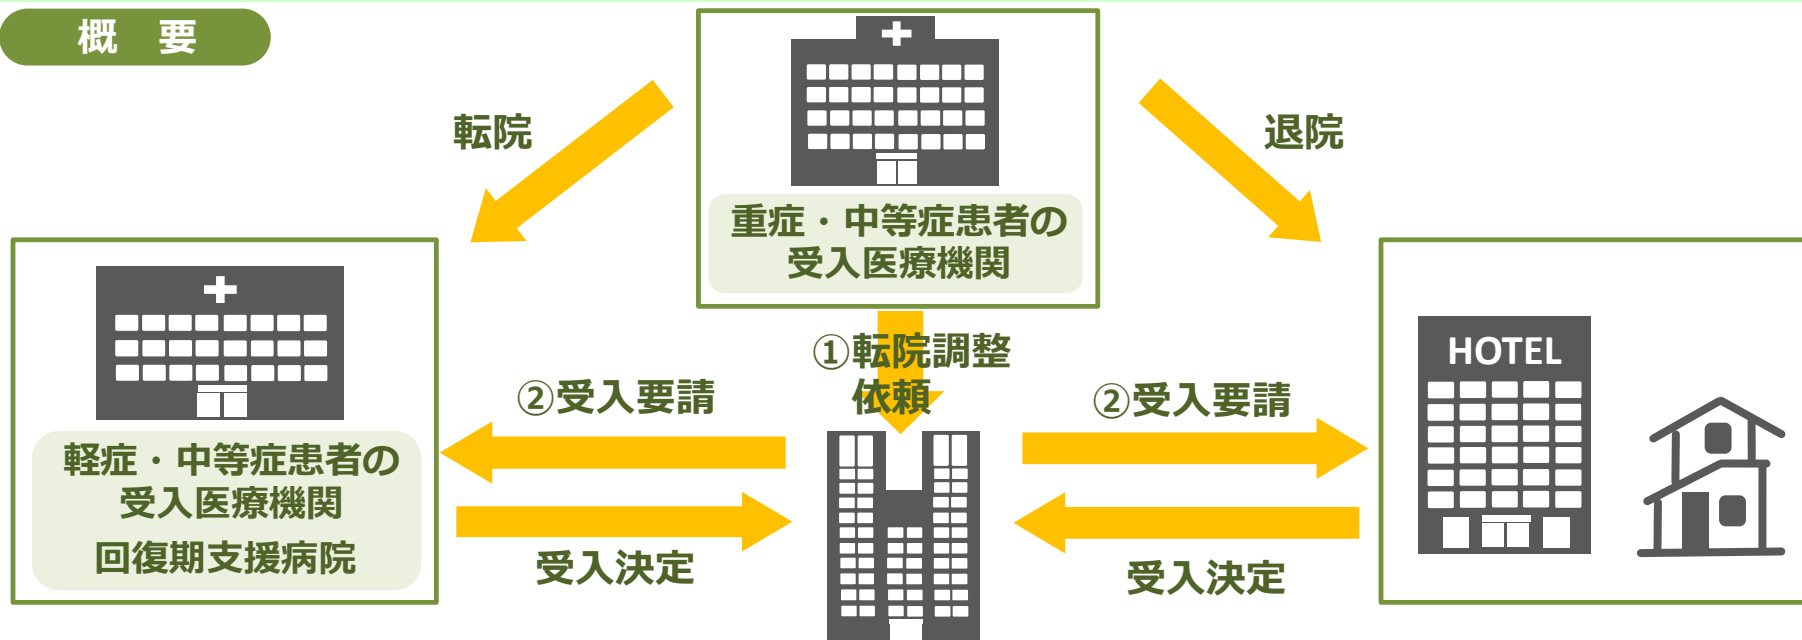 概　要
転院
退院
重症・中等症患者の
受入医療機関
①転院調整
依頼
②受入要請
②受入要請
HOTEL
軽症・中等症患者の
受入医療機関
回復期支援病院
受入決定
受入決定